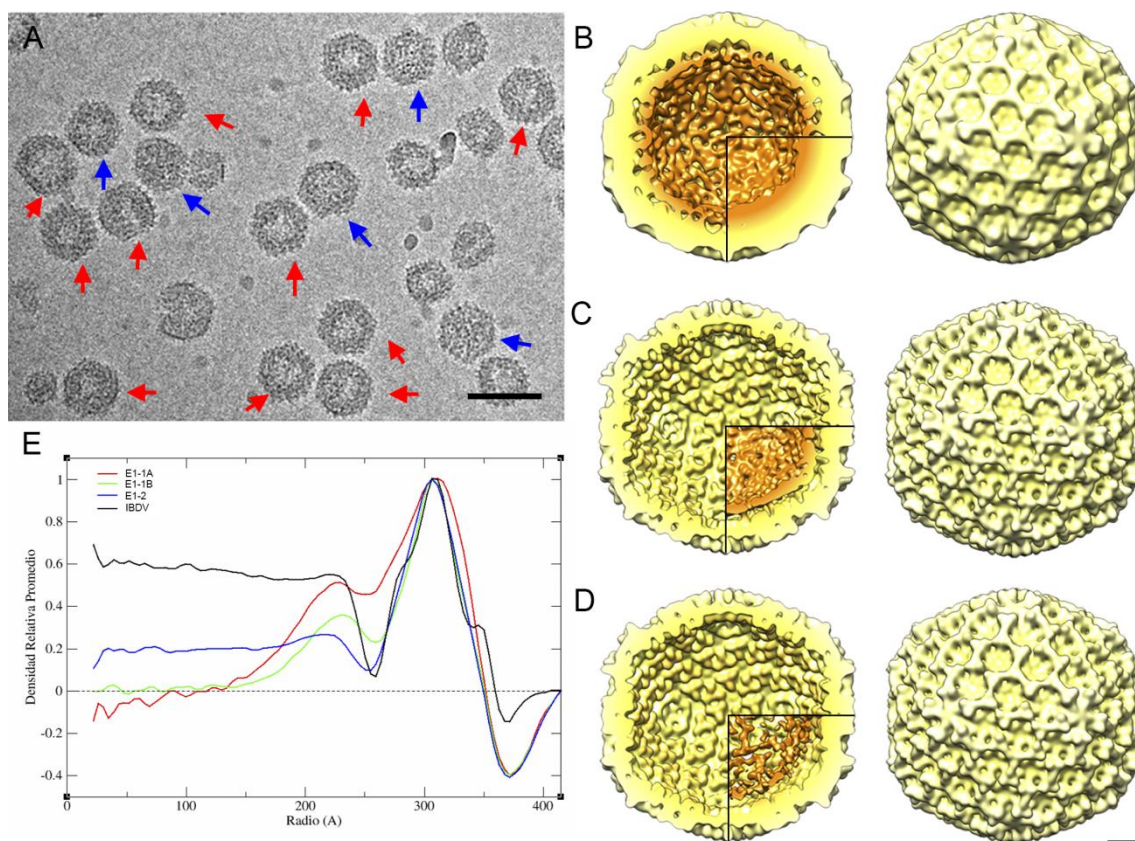 A
B
C
D
E
E1-1A
E1-1B
E1-2
IBDV
Densidad Relativa Promedio
1
0.8
0.6
0.4
0.2
0
-0.2
-0.4
0 100 200 300 400
Radio (A)